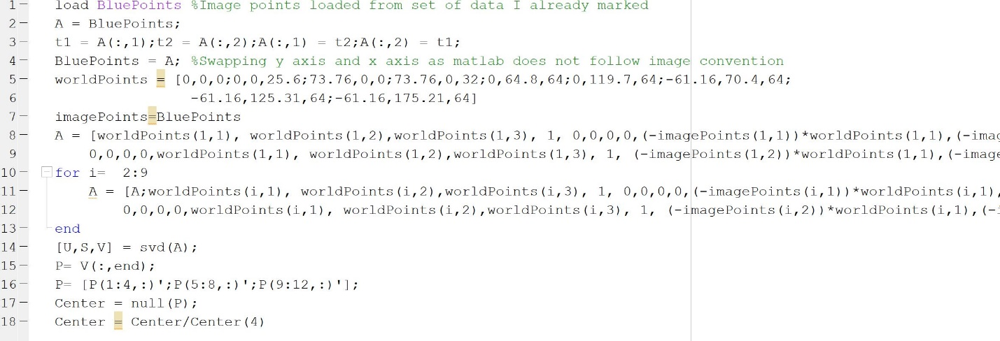 1 load BluePoints %Image points loaded from set of data I already marked
2 A = BluePoints;
3 t1 = A(:,1);t2 = A(:,2);A(:,1) = t2;A(:,2) = t1;
4 BluePoints = A; %Swapping y axis and x axis as matlab does not follow image convention
5 worldPoints = [0,0,0;0,0,25.6;73.76,0,0;73.76,0,32;0,64.8,64;0,119.7,64;-61.16,70.4,64;
6 -61.16,125.31,64;-61.16,175.21,64]
7 imagePoints=BluePoints
8 A = [worldPoints(1,1), worldPoints(1,2),worldPoints(1,3), 1, 0,0,0,0,(-imagePoints(1,1))*worldPoints(1,1),(-imag
9 0,0,0,0,worldPoints(1,1), worldPoints(1,2),worldPoints(1,3), 1, (-imagePoints(1,2))*worldPoints(1,1),(-image
10 for i= 2:9
11 A = [A;worldPoints(i,1), worldPoints(i,2),worldPoints(i,3), 1, 0,0,0,0,(-imagePoints(i,1))*worldPoints(i,1),
12 0,0,0,0,worldPoints(i,1), worldPoints(i,2),worldPoints(i,3), 1, (-imagePoints(i,2))*worldPoints(i,1),(-
13 end
14 [U,S,V] = svd(A);
15 P= V(:,end);
16 P= [P(1:4,:)';P(5:8,:)';P(9:12,:)'];
17 Center = null(P);
18 Center = Center/Center(4)